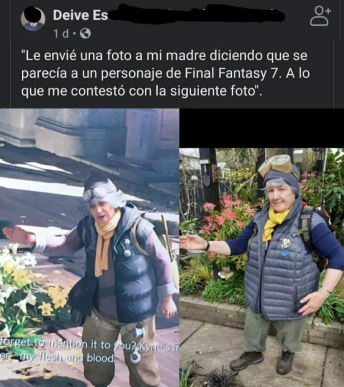 Deive Es
1 d •
"Le envié una foto a mi madre diciendo que se
parecía a un personaje de Final Fantasy 7. A lo
que me contestó con la siguiente foto".
forget to mention it to you? Kyrie's m
my flesh and blood.